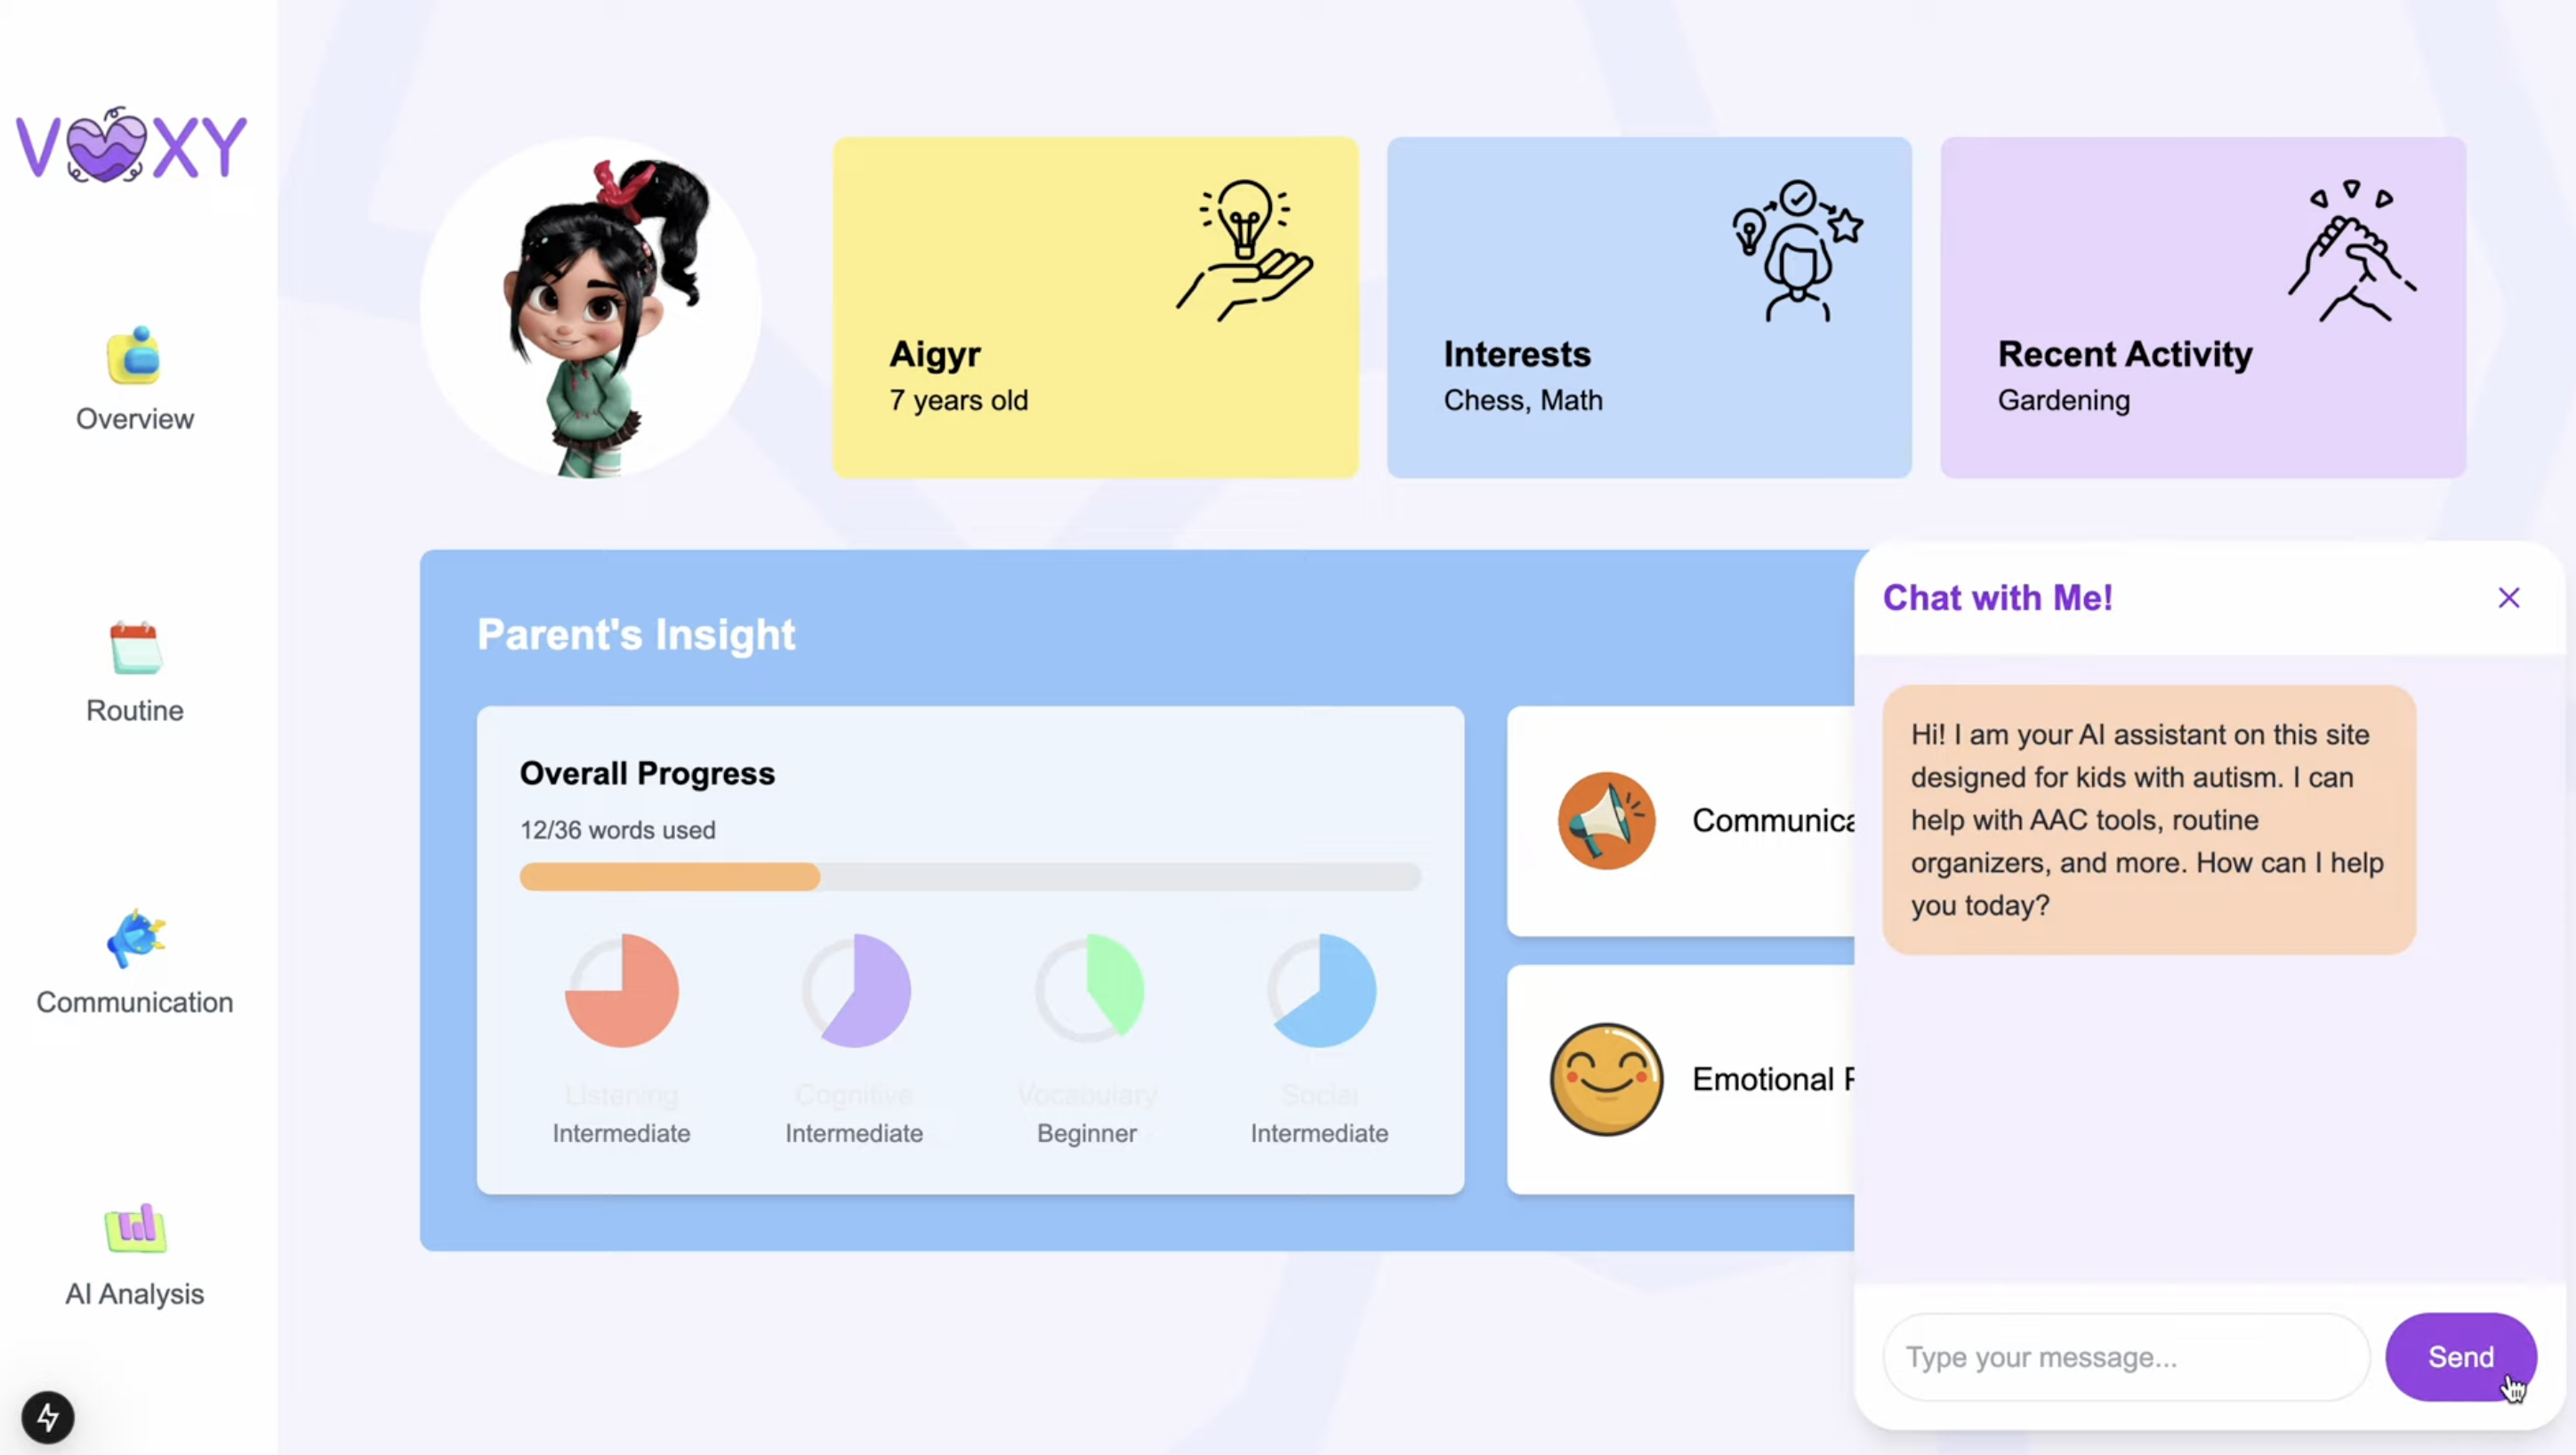 VOXY
Overview
Routine
Communication
AI Analysis
Aigyr
7 years old
Interests
Chess, Math
Recent Activity
Gardening
Parent's Insight
Overall Progress
12/36 words used
Listening
Intermediate
Cognitive
Intermediate
Vocabulary
Beginner
Social
Intermediate
Communica
Emotional
Chat with Me!
Hi! I am your AI assistant on this site
designed for kids with autism. I can
help with AAC tools, routine
organizers, and more. How can I help
you today?
Type your message...
Send